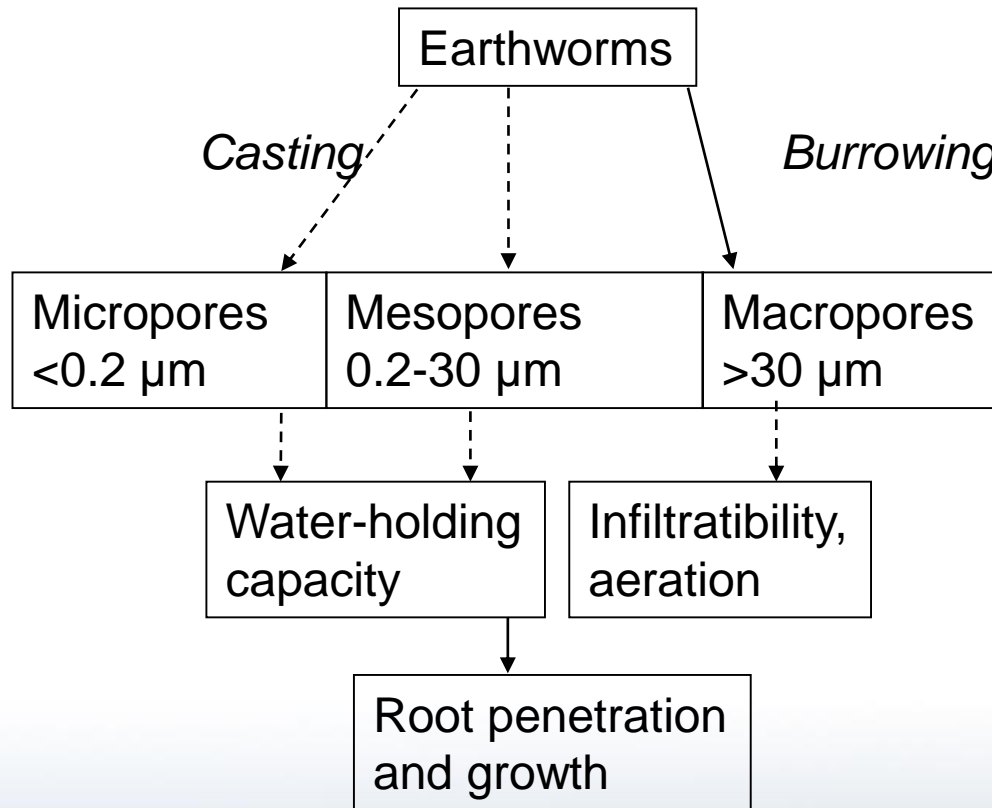 Earthworms
Casting
Burrowing
Micropores
<0.2 µm
Mesopores
0.2-30 µm
Macropores
>30 µm
Water-holding
capacity
Infiltratibility,
aeration
Root penetration
and growth